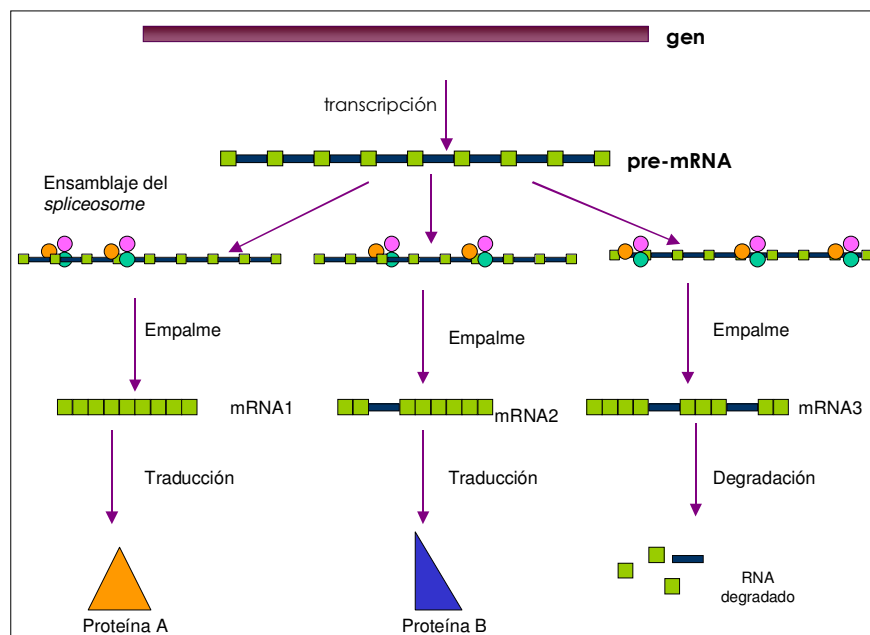 gen
transcripción
pre-mRNA
Ensamblaje del
spliceosome
Empalme
Empalme
Empalme
mRNA1
mRNA2
mRNA3
Traducción
Traducción
Degradación
Proteína A
Proteína B
RNA
degradado